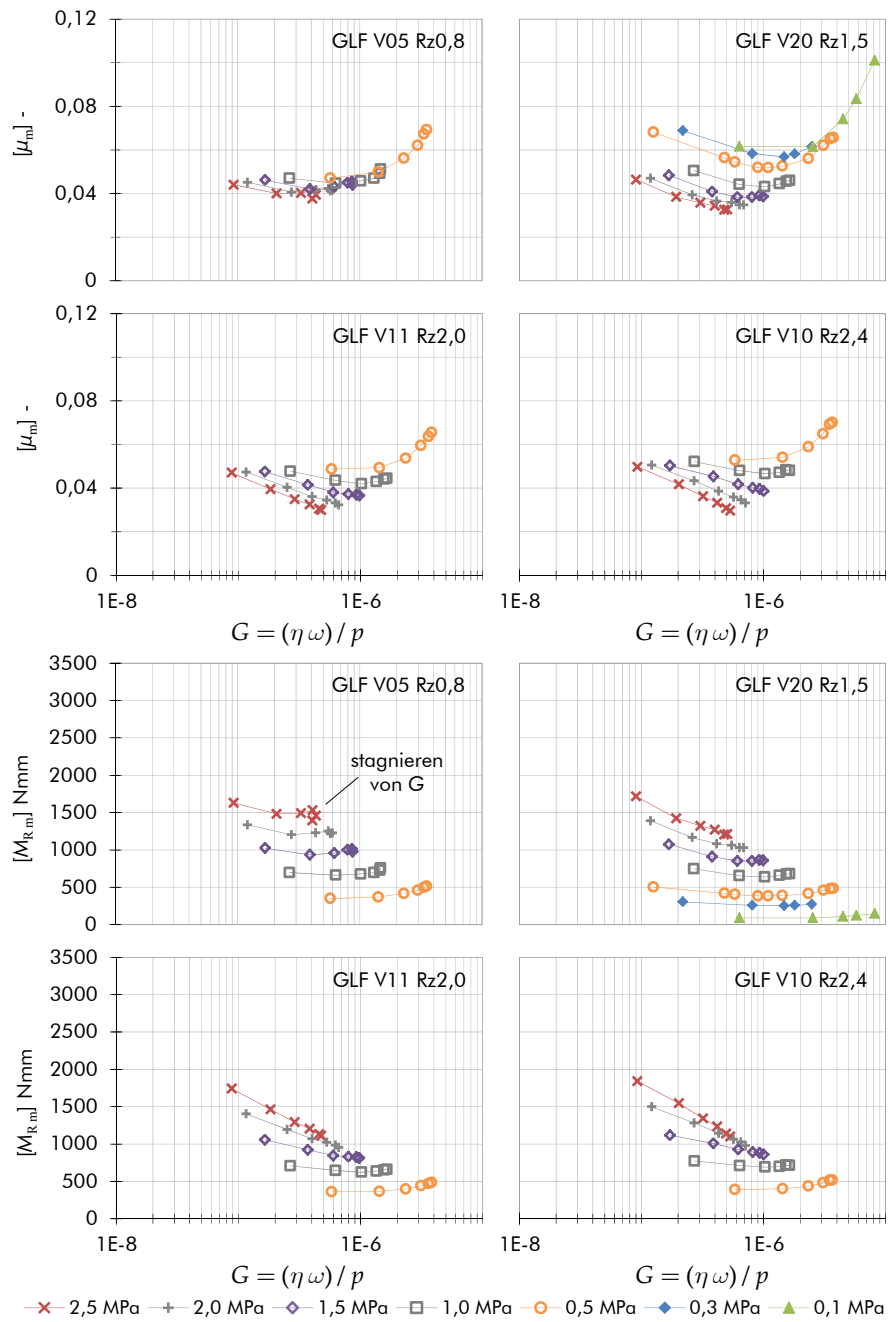 0,12
GLF V05 Rz0,8
GLF V20 Rz1,5
0,08
[μm] -
0,04
0
0,12
GLF V11 Rz2,0
GLF V10 Rz2,4
0,08
[μm] -
0,04
0
1E-8
1E-6
1E-8
1E-6
G = (η ω) / p
G = (η ω) / p
3500
GLF V05 Rz0,8
GLF V20 Rz1,5
3000
2500
stagnieren
von G
2000
[MR m] Nmm
1500
1000
500
0
3500
GLF V11 Rz2,0
GLF V10 Rz2,4
3000
2500
2000
[MR m] Nmm
1500
1000
500
0
1E-8
1E-6
1E-8
1E-6
G = (η ω) / p
G = (η ω) / p
2,5 MPa
2,0 MPa
1,5 MPa
1,0 MPa
0,5 MPa
0,3 MPa
0,1 MPa